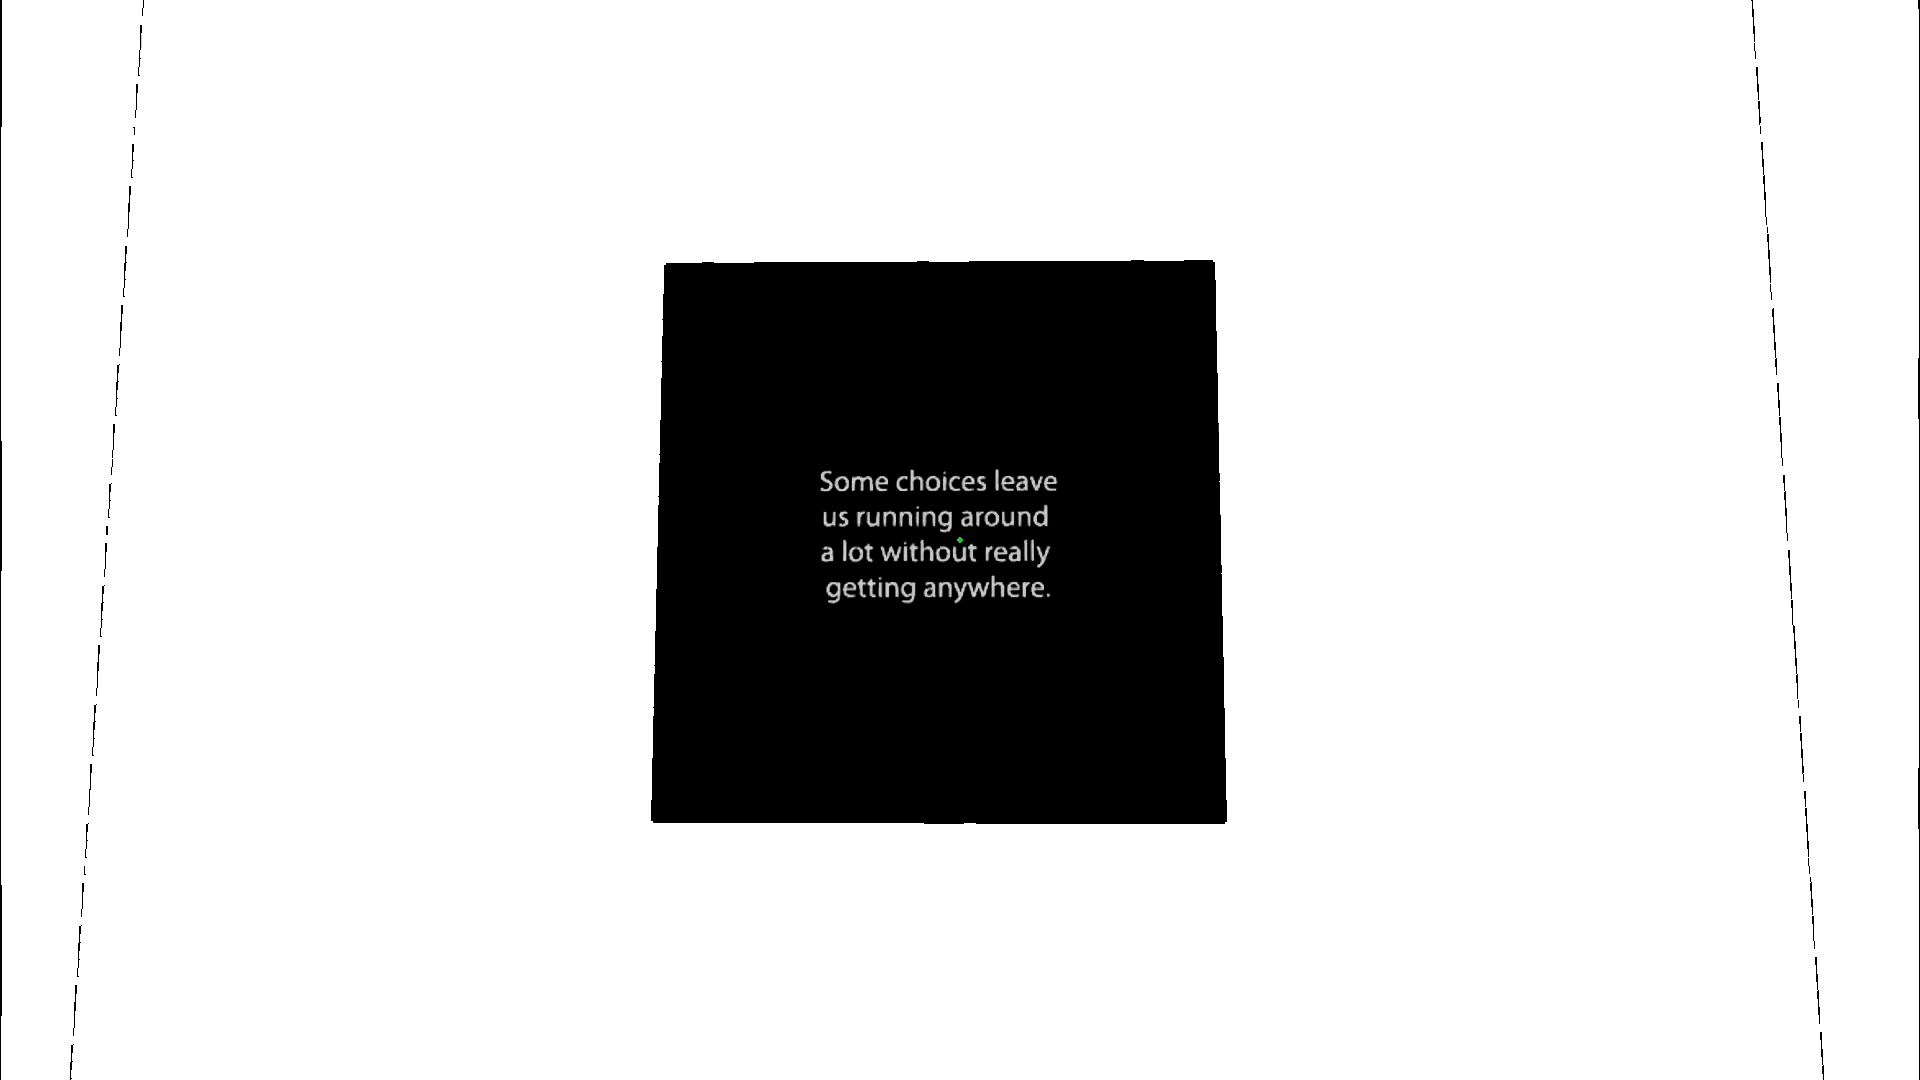 Some choices leave
us running around
a lot without really
getting anywhere.